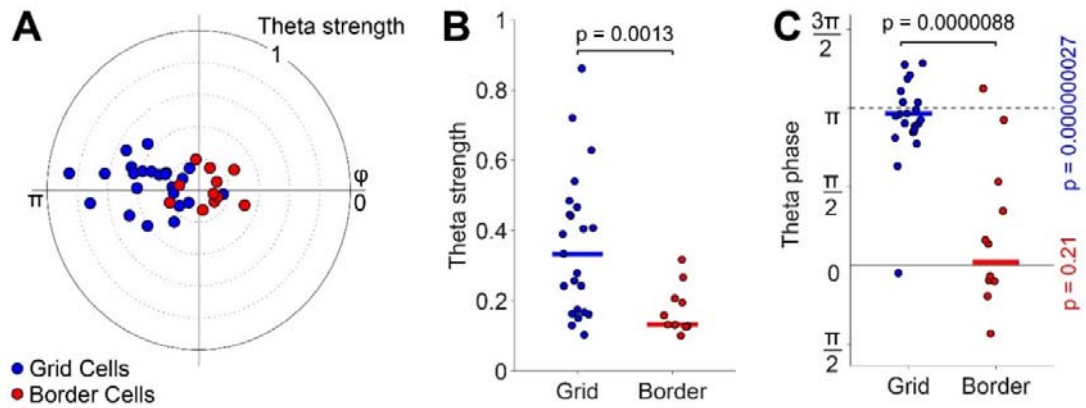 A
Theta strength
1
φ
π
0
Grid Cells
Border Cells
B
p = 0.0013
Theta strength
1
0.8
0.6
0.4
0.2
0
Grid
Border
C
p = 0.0000088
Theta phase
3π
2
π
π
2
0
π
2
Grid
Border
p = 0.000000027
p = 0.21